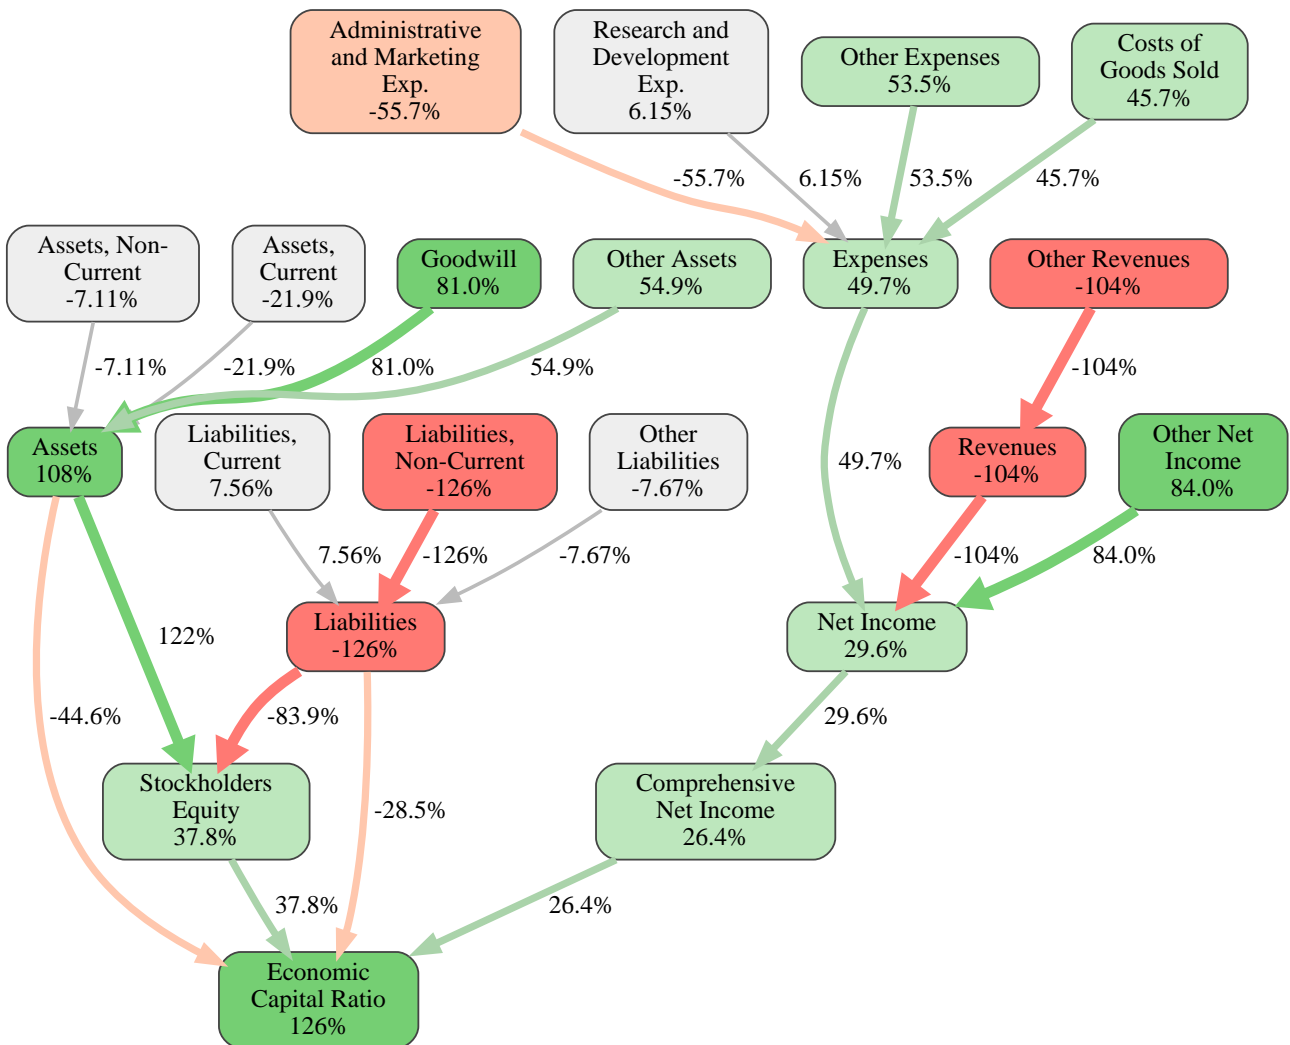 Administrative
and Marketing
Exp.
-55.7%
Research and
Development
Exp.
6.15%
Other Expenses
53.5%
Costs of
Goods Sold
45.7%
-55.7%
6.15%
53.5%
45.7%
Assets, Non-
Current
-7.11%
Assets,
Current
-21.9%
Goodwill
81.0%
Other Assets
54.9%
Expenses
49.7%
Other Revenues
-104%
-7.11%
-21.9%
81.0%
54.9%
-104%
Assets
108%
Liabilities,
Current
7.56%
Liabilities,
Non-Current
-126%
Other
Liabilities
-7.67%
49.7%
Revenues
-104%
Other Net
Income
84.0%
7.56%
-126%
-7.67%
-104%
84.0%
122%
Liabilities
-126%
Net Income
29.6%
-44.6%
-83.9%
29.6%
Stockholders
Equity
37.8%
-28.5%
Comprehensive
Net Income
26.4%
37.8%
26.4%
Economic
Capital Ratio
126%